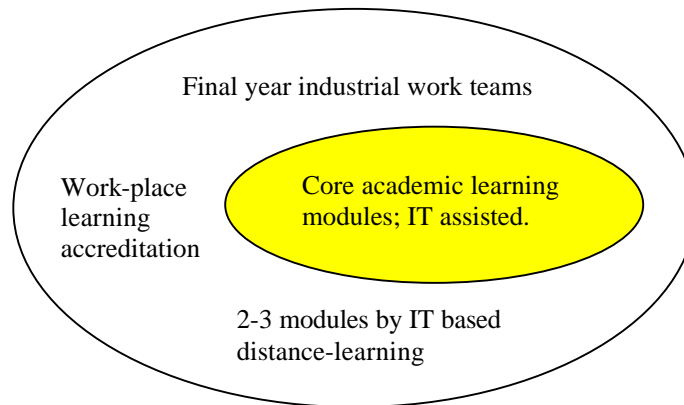 Final year industrial work teams
Work-place
learning
accreditation
Core academic learning
modules; IT assisted.
2-3 modules by IT based
distance-learning